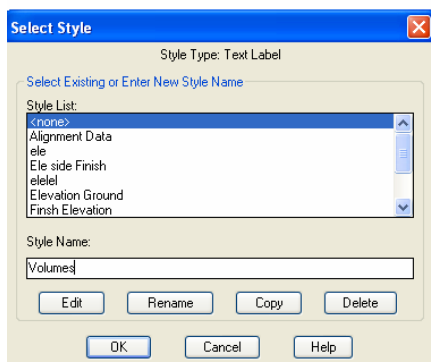 Select Style
Style Type: Text Label
Select Existing or Enter New Style Name
Style List:
<none>
Alignment Data
ele
Ele side Finish
elelel
Elevation Ground
Finsh Elevation
Style Name:
Volumes
Edit Rename Copy Delete
OK Cancel Help